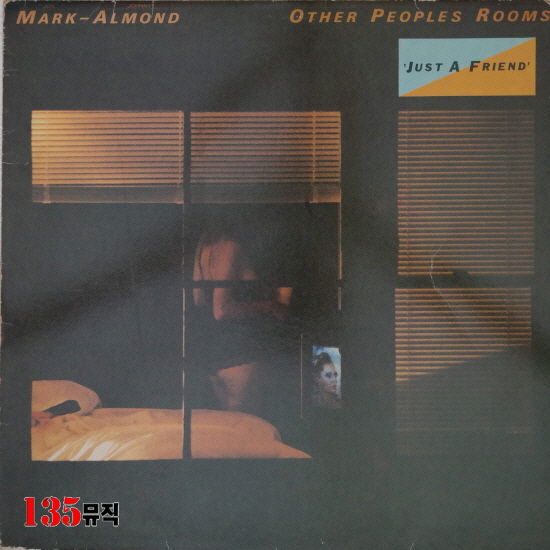 MARK-ALMOND
OTHER PEOPLES ROOMS
'JUST A FRIEND'
135뮤직